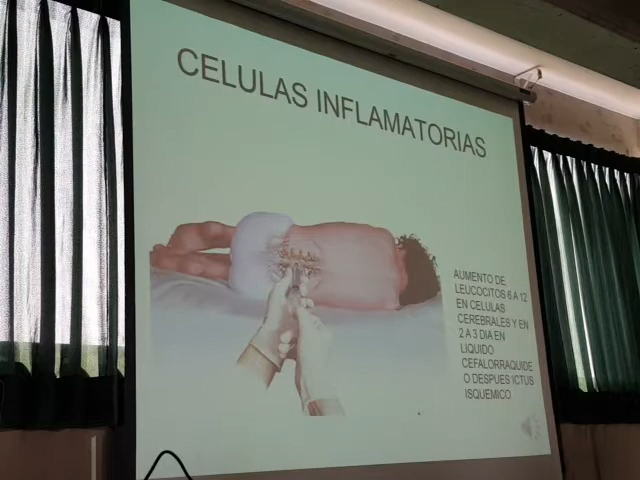 CELULAS INFLAMATORIAS
AUMENTO DE
LEUCOCITOS 6 A 12
EN CELULAS
CEREBRALES Y EN
2 A 3 DIA EN
LIQUIDO
CEFALORRAQUIDE
O DESPUES ICTUS
ISQUEMICO